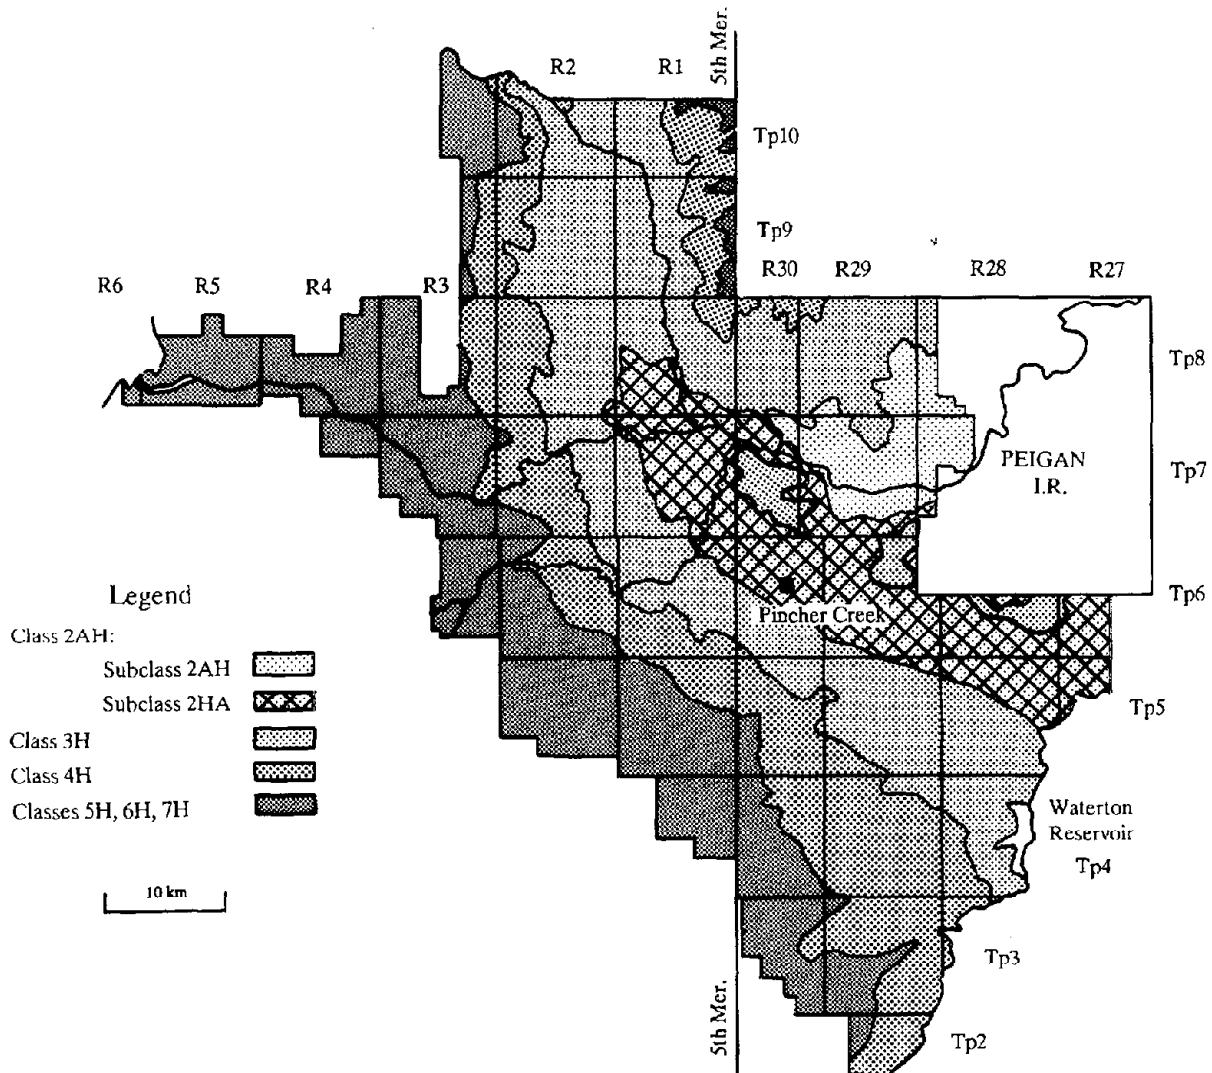 5th Mer.
R2
R1
Tp10
Tp9
R30
R29
R28
R27
R6
R5
R4
R3
Tp8
PEIGAN
I.R.
Tp7
Legend
Class 2AH:
Subclass 2AH
Subclass 2HA
Class 3H
Class 4H
Classes 5H, 6H, 7H
Pincher Creek
Tp6
Tp5
Waterton
Reservoir
Tp4
10 km
Tp3
5th Mer.
Tp2